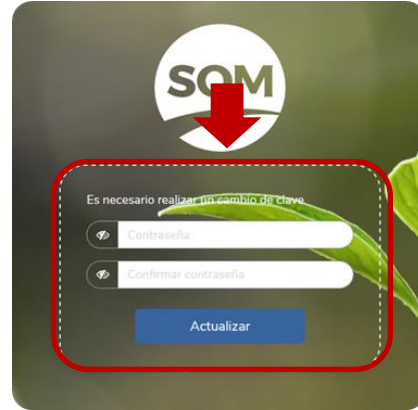 SOM
Es necesario realizar un cambio de clave.
Contraseña
Confirmar contraseña
Actualizar